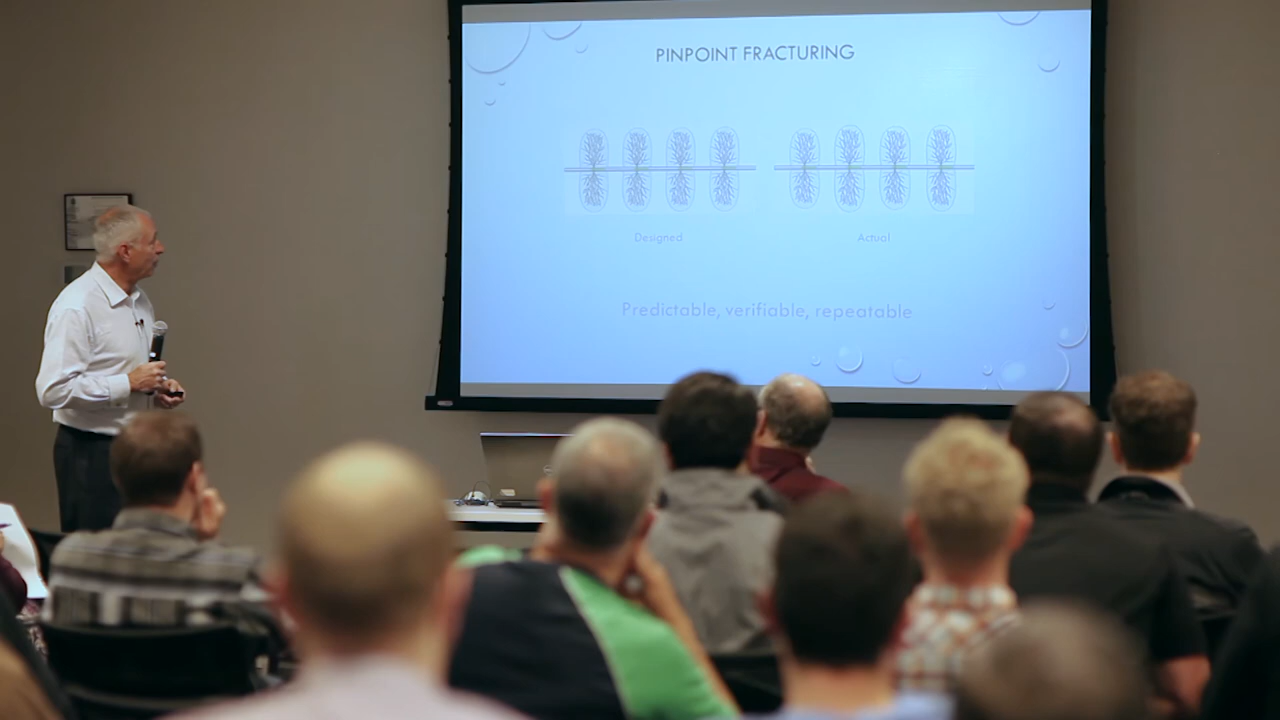 PINPOINT FRACTURING
Designed
Actual
Predictable, verifiable, repeatable